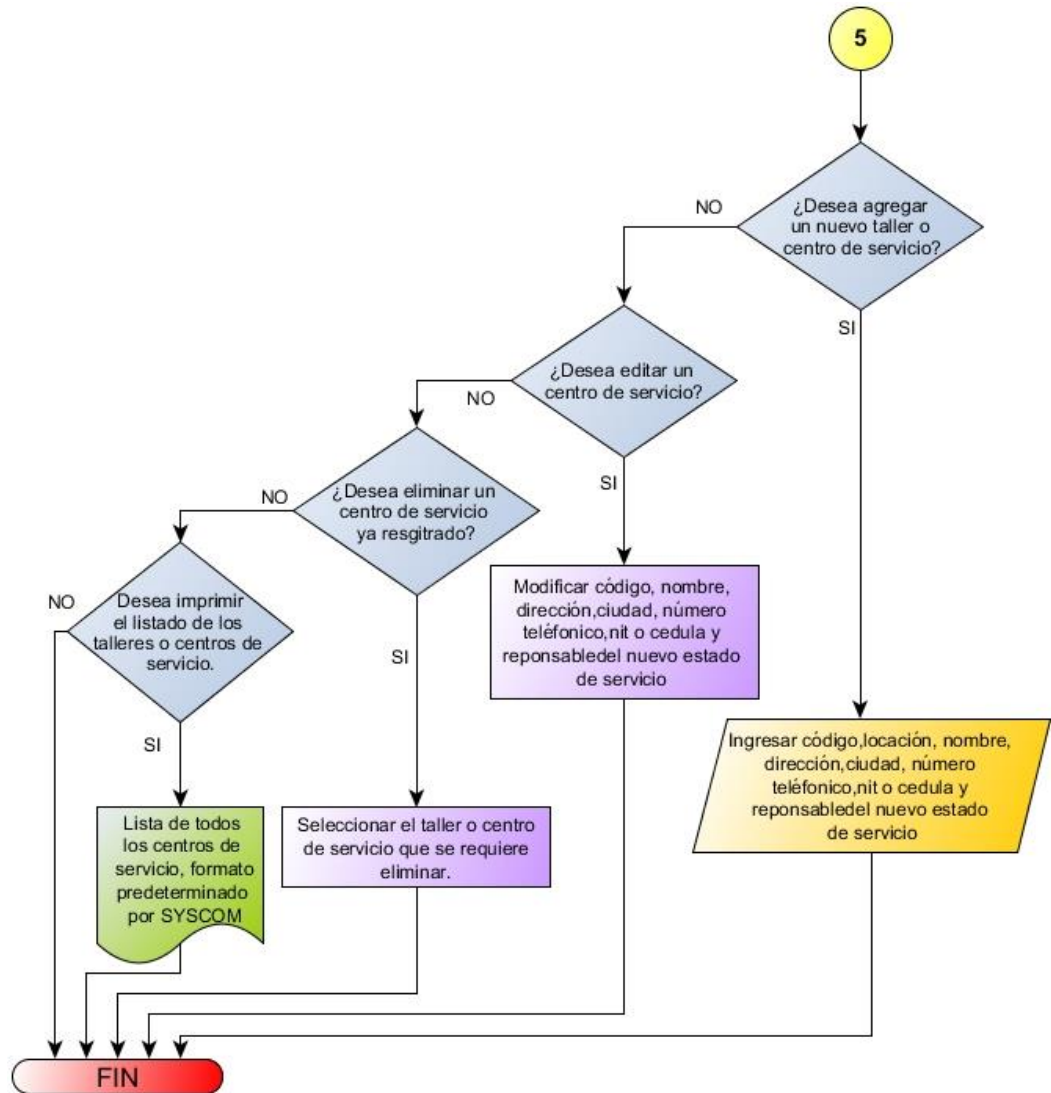 5
¿Desea agregar
un nuevo taller o
centro de servicio?
NO
SI
¿Desea editar un
centro de servicio?
NO
SI
¿Desea eliminar un
centro de servicio
ya resgitrado?
NO
SI
Desea imprimir
el listado de los
talleres o centros de
servicio.
NO
SI
Modificar código, nombre,
dirección,ciudad, número
teléfonico,nit o cedula y
reponsabledel nuevo estado
de servicio
Ingresar código,locación, nombre,
dirección,ciudad, número
teléfonico,nit o cedula y
reponsabledel nuevo estado
de servicio
Lista de todos
los centros de
servicio, formato
predeterminado
por SYSCOM
Seleccionar el taller o centro
de servicio que se requiere
eliminar.
FIN